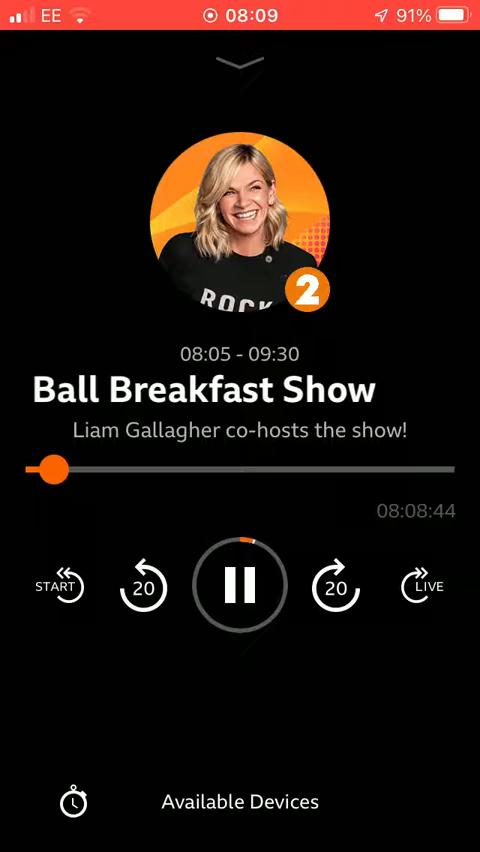 EE 08:09 91%
ROCK
2
08:05 - 09:30
Ball Breakfast Show
Liam Gallagher co-hosts the show!
08:08:44
START 20 20 LIVE
Available Devices